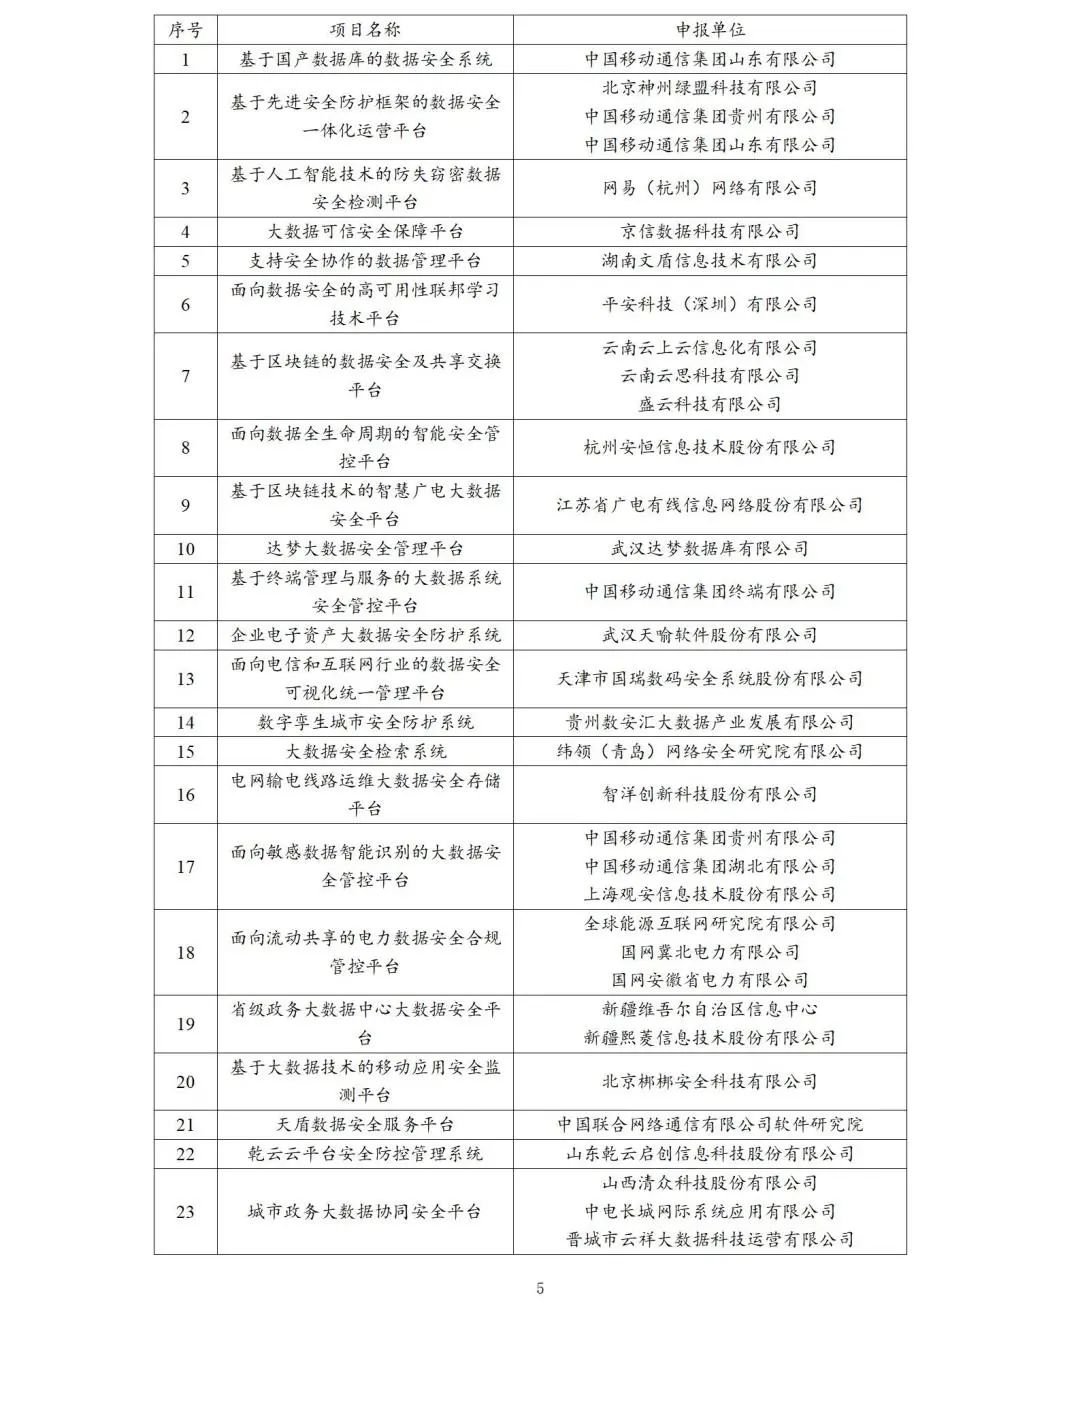 序号 项目名称 申报单位
1 基于国产数据库的数据安全系统 中国移动通信集团山东有限公司
2 基于先进安全防护框架的数据安全
一体化运营平台
北京神州绿盟科技有限公司
中国移动通信集团贵州有限公司
中国移动通信集团山东有限公司
3 基于人工智能技术的防失窃密数据
安全检测平台
网易（杭州）网络有限公司
4 大数据可信安全保障平台 京信数据科技有限公司
5 支持安全协作的数据管理平台 湖南文盾信息技术有限公司
6 面向数据安全的高可用性联邦学习
技术平台
平安科技（深圳）有限公司
7 基于区块链的数据安全及共享交换
平台
云南云上云信息化有限公司
云南云思科技有限公司
盛云科技有限公司
8 面向数据全生命周期的智能安全管
控平台
杭州安恒信息技术股份有限公司
9 基于区块链技术的智慧广电大数据
安全平台
江苏省广电有线信息网络股份有限公司
10 达梦大数据安全管理平台 武汉达梦数据库有限公司
11 基于终端管理与服务的大数据系统
安全管控平台
中国移动通信集团终端有限公司
12 企业电子资产大数据安全防护系统 武汉天喻软件股份有限公司
13 面向电信和互联网行业的数据安全
可视化统一管理平台
天津市国瑞数码安全系统股份有限公司
14 数字孪生城市安全防护系统 贵州数安汇大数据产业发展有限公司
15 大数据安全检索系统 纬领（青岛）网络安全研究院有限公司
16 电网输电线路运维大数据安全存储
平台
智洋创新科技股份有限公司
17 面向敏感数据智能识别的大数据安
全管控平台
中国移动通信集团贵州有限公司
中国移动通信集团湖北有限公司
上海观安信息技术股份有限公司
18 面向流动共享的电力数据安全合规
管控平台
全球能源互联网研究院有限公司
国网冀北电力有限公司
国网安徽省电力有限公司
19 省级政务大数据中心大数据安全平
台
新疆维吾尔自治区信息中心
新疆熙菱信息技术股份有限公司
20 基于大数据技术的移动应用安全监
测平台
北京梆梆安全科技有限公司
21 天盾数据安全服务平台 中国联合网络通信有限公司软件研究院
22 乾云云平台安全防控管理系统 山东乾云启创信息科技股份有限公司
23 城市政务大数据协同安全平台
山西清众科技股份有限公司
中电长城网际系统应用有限公司
晋城市云祥大数据科技运营有限公司
5